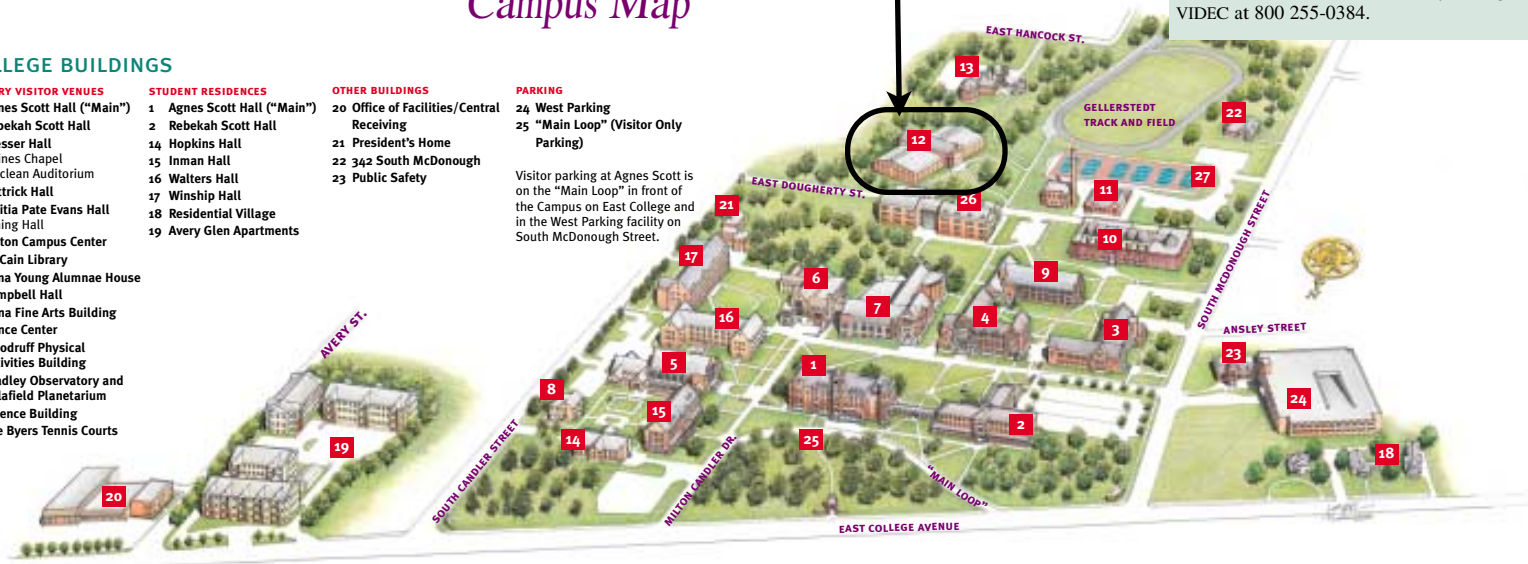 Campus Map
VIDEC at 800 255-0384.
LLEGE BUILDINGS
RY VISITOR VENUES
nes Scott Hall (“Main”)
bekah Scott Hall
esser Hall
ines Chapel
clean Auditorium
ttrick Hall
itia Pate Evans Hall
ing Hall
ton Campus Center
Cain Library
na Young Alumnae House
mpbell Hall
na Fine Arts Building
nce Center
odruff Physical
tivities Building
adley Observatory and
lafield Planetarium
ence Building
e Byers Tennis Courts
STUDENT RESIDENCES
1 Agnes Scott Hall (“Main”)
2 Rebekah Scott Hall
14 Hopkins Hall
15 Inman Hall
16 Walters Hall
17 Winship Hall
18 Residential Village
19 Avery Glen Apartments
OTHER BUILDINGS
20 Office of Facilities/Central
Receiving
21 President’s Home
22 342 South McDonough
23 Public Safety
PARKING
24 West Parking
25 “Main Loop” (Visitor Only
Parking)
Visitor parking at Agnes Scott is
on the “Main Loop” in front of
the Campus on East College and
in the West Parking facility on
South McDonough Street.
EAST HANCOCK ST.
13
GELLERSTEDT
TRACK AND FIELD
22
12
27
EAST DOUGHERTY ST.
11
26
21
10
SOUTH MCDONOUGH STREET
17
9
6
7
4
16
3
ANSLEY STREET
AVERY ST.
23
5
1
8
24
15
2
14
25
19
18
SOUTH CANDLER STREET
MILTON CANDLER DR.
“MAIN LOOP”
20
EAST COLLEGE AVENUE